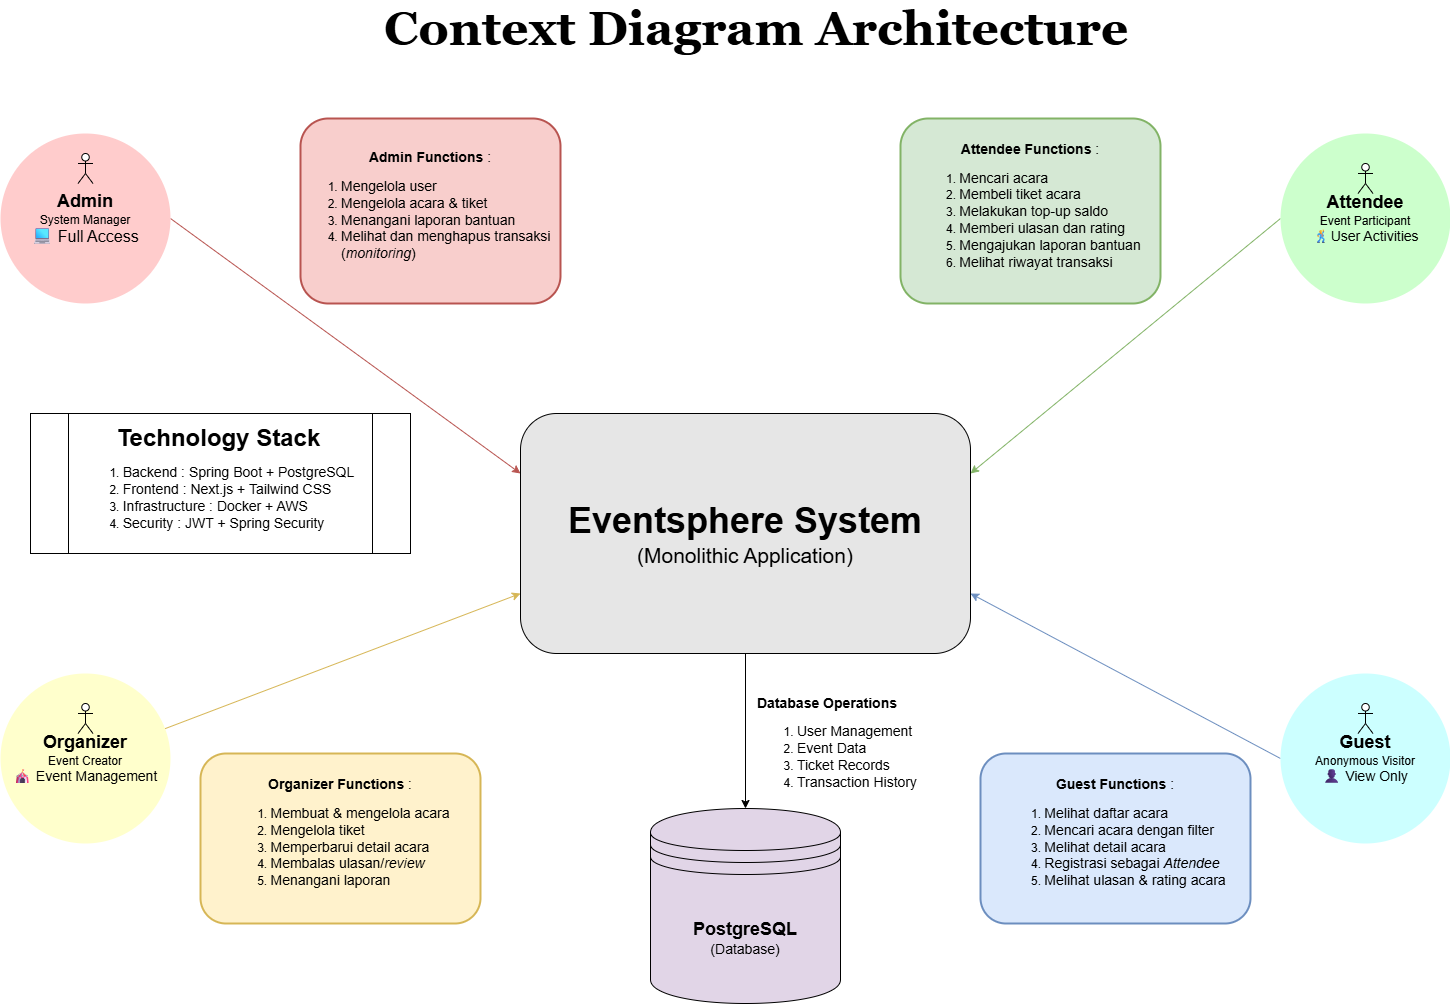 Context Diagram Architecture
Admin
System Manager
Full Access
Admin Functions :
1. Mengelola user
2. Mengelola acara & tiket
3. Menangani laporan bantuan
4. Melihat dan menghapus transaksi
(monitoring)
Attendee Functions :
1. Mencari acara
2. Membeli tiket acara
3. Melakukan top-up saldo
4. Memberi ulasan dan rating
5. Mengajukan laporan bantuan
6. Melihat riwayat transaksi
Attendee
Event Participant
User Activities
Technology Stack
1. Backend : Spring Boot + PostgreSQL
2. Frontend : Next.js + Tailwind CSS
3. Infrastructure : Docker + AWS
4. Security : JWT + Spring Security
Eventsphere System
(Monolithic Application)
Organizer
Event Creator
Event Management
Organizer Functions :
1. Membuat & mengelola acara
2. Mengelola tiket
3. Memperbarui detail acara
4. Membalas ulasan/review
5. Menangani laporan
Database Operations
1. User Management
2. Event Data
3. Ticket Records
4. Transaction History
PostgreSQL
(Database)
Guest Functions :
1. Melihat daftar acara
2. Mencari acara dengan filter
3. Melihat detail acara
4. Registrasi sebagai Attendee
5. Melihat ulasan & rating acara
Guest
Anonymous Visitor
View Only